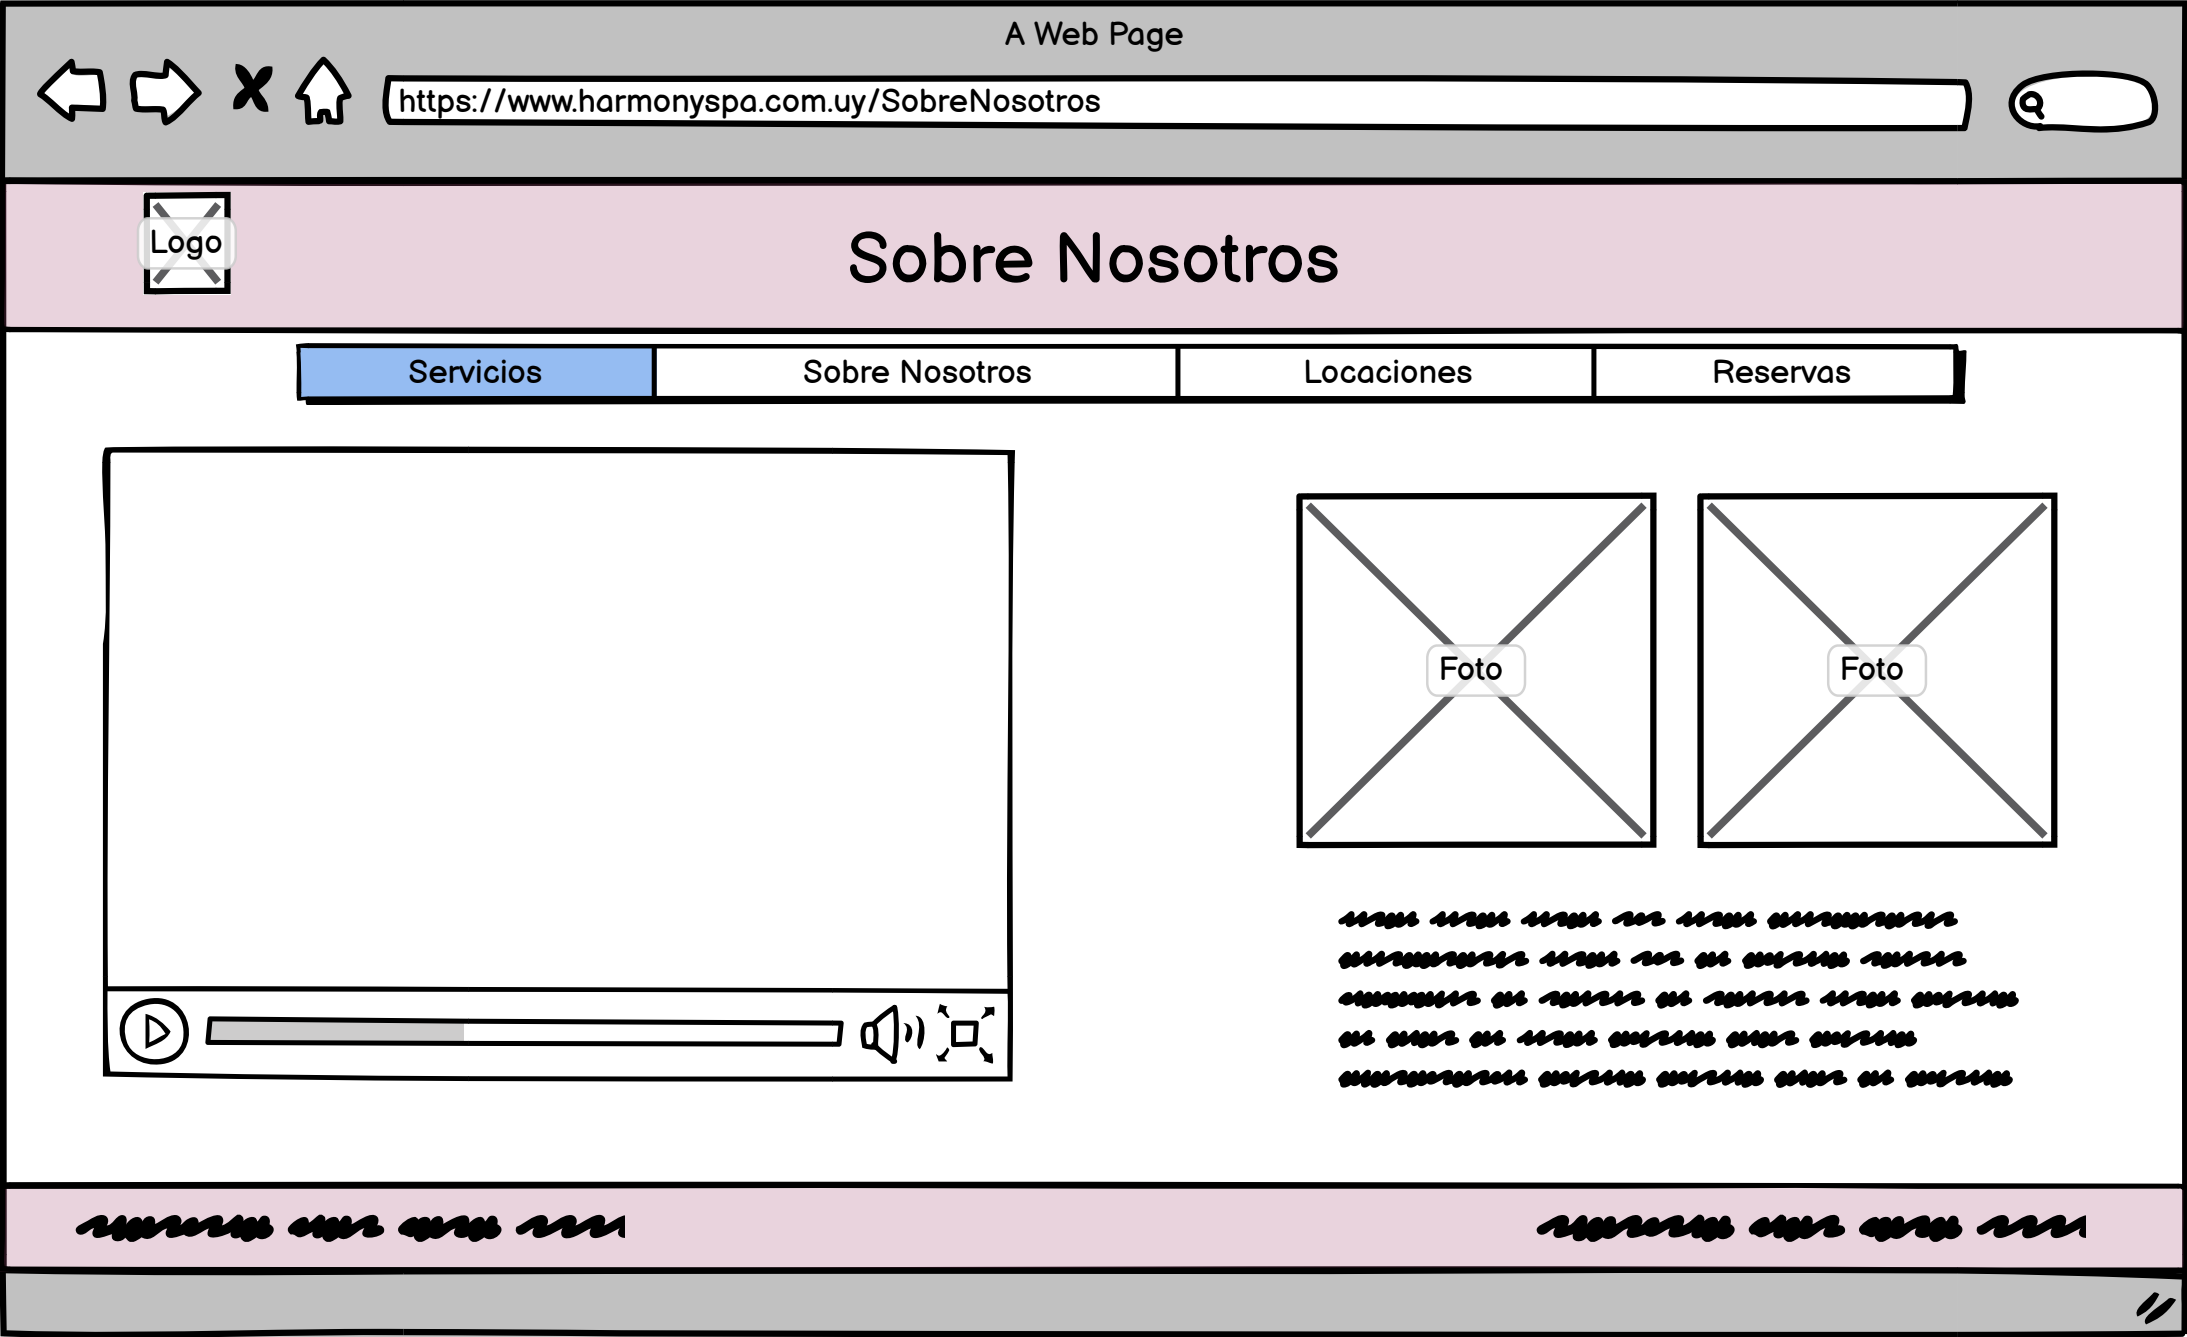 A Web Page
https://www.harmonyspa.com.uy/SobreNosotros
Logo
Sobre Nosotros
Servicios Sobre Nosotros Locaciones Reservas
Foto Foto